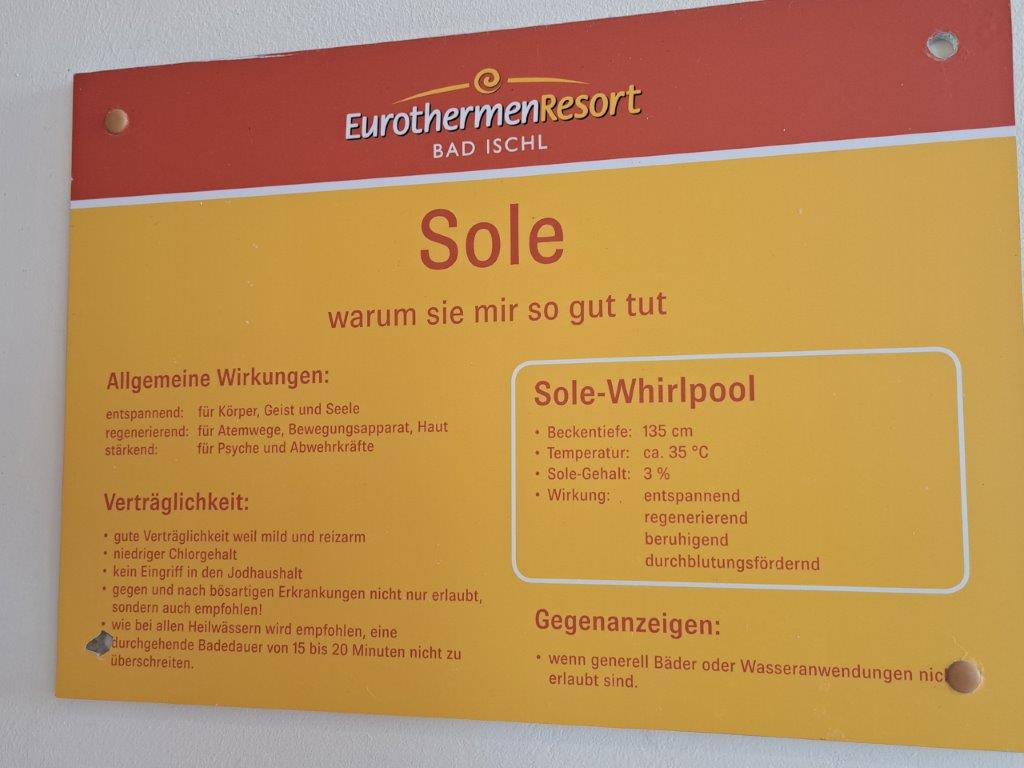 EurothermenResort
BAD ISCHL
Sole
warum sie mir so gut tut
Allgemeine Wirkungen:
entspannend: für Körper, Geist und Seele
regenerierend: für Atemwege, Bewegungsapparat, Haut
stärkend: für Psyche und Abwehrkräfte
Verträglichkeit:
• gute Verträglichkeit weil mild und reizarm
• niedriger Chlorgehalt
• kein Eingriff in den Jodhaushalt
• gegen und nach bösartigen Erkrankungen nicht nur erlaubt,
sondern auch empfohlen!
• wie bei allen Heilwässern wird empfohlen, eine
durchgehende Badedauer von 15 bis 20 Minuten nicht zu
überschreiten.
Sole-Whirlpool
• Beckentiefe: 135 cm
• Temperatur: ca. 35 °C
• Sole-Gehalt: 3 %
• Wirkung: entspannend
regenerierend
beruhigend
durchblutungsfördernd
Gegenanzeigen:
• wenn generell Bäder oder Wasseranwendungen nic
erlaubt sind.